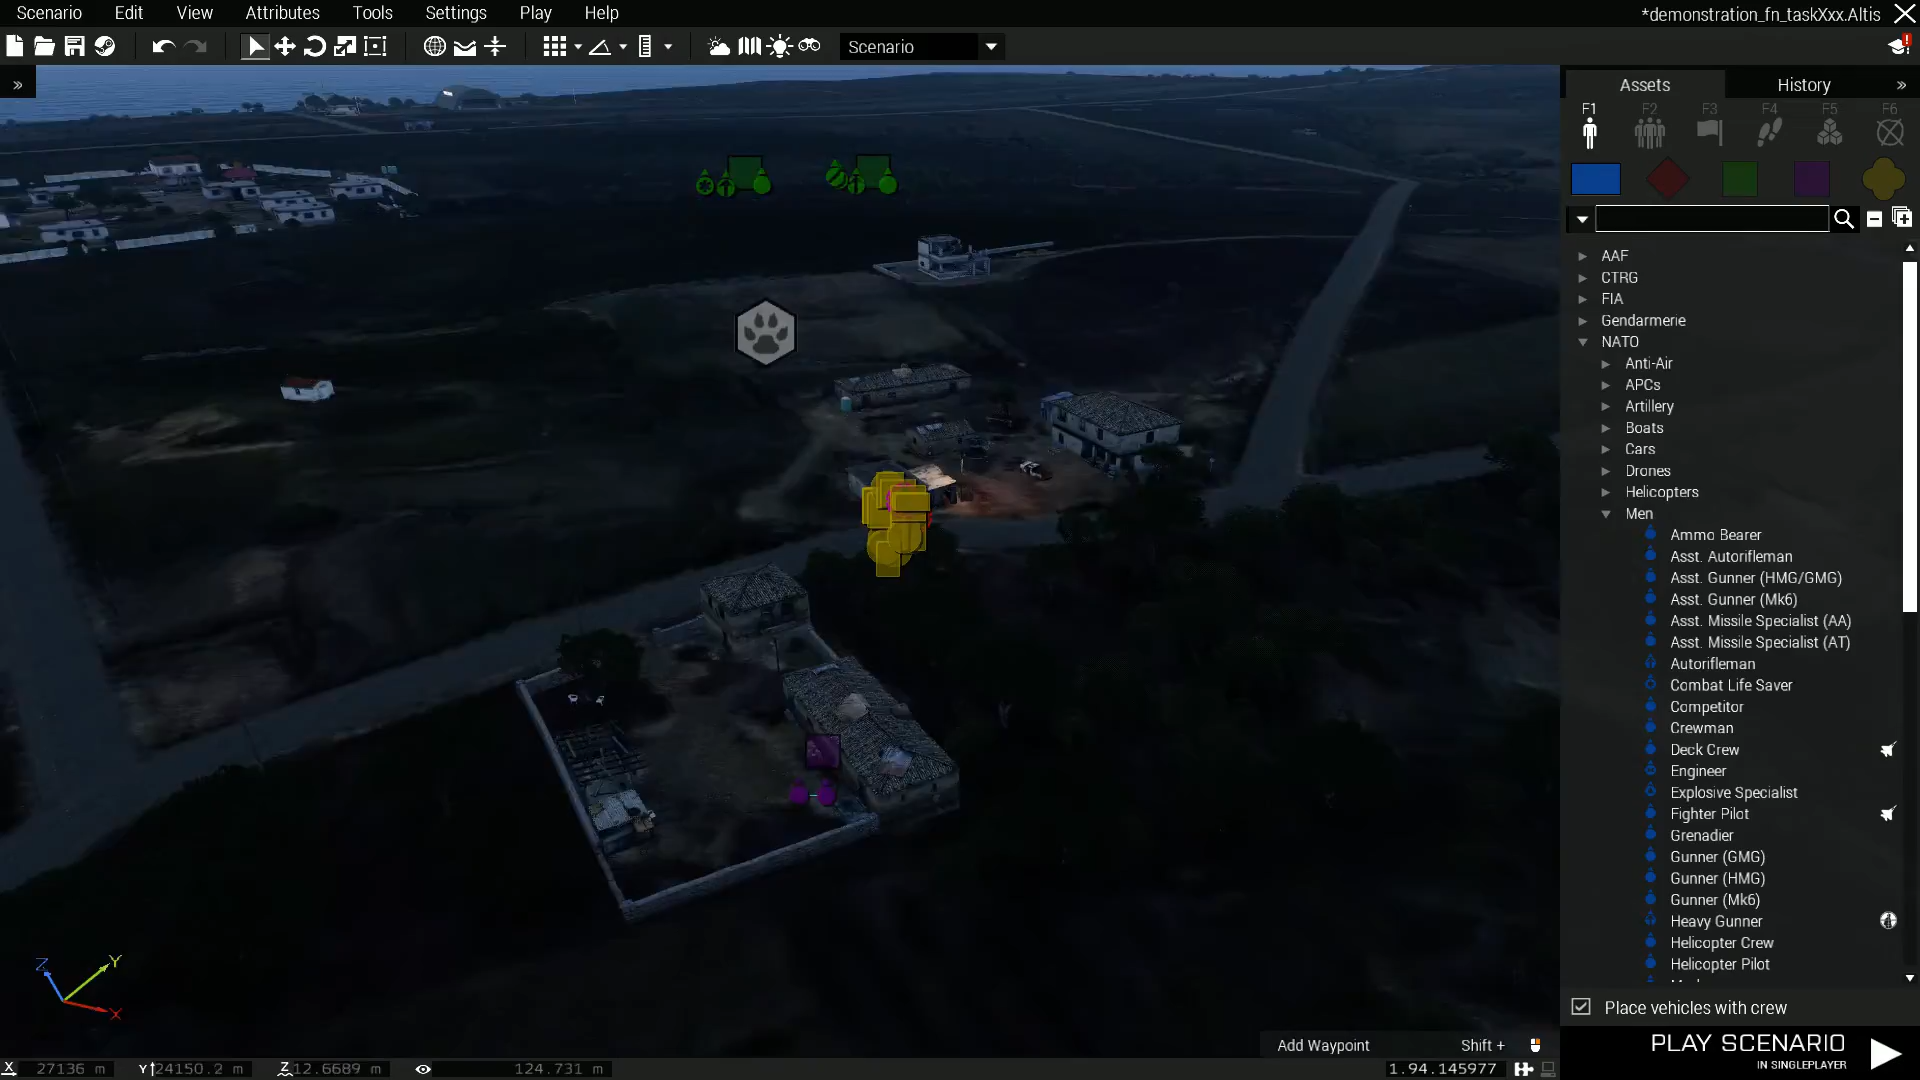 Scenario Edit View Attributes Tools Settings Play Help *demonstration_fn_taskXxx.Altis
Scenario
Assets History
F1 F2 F3 F4 F5 F6
AAF
CTRG
FIA
Gendarmerie
NATO
Anti-Air
APCs
Artillery
Boats
Cars
Drones
Helicopters
Men
Ammo Bearer
Asst. Autorifleman
Asst. Gunner (HMG/GMG)
Asst. Gunner (Mk6)
Asst. Missile Specialist (AA)
Asst. Missile Specialist (AT)
Autorifleman
Combat Life Saver
Competitor
Crewman
Deck Crew
Engineer
Explosive Specialist
Fighter Pilot
Grenadier
Gunner (GMG)
Gunner (HMG)
Gunner (Mk6)
Heavy Gunner
Helicopter Crew
Helicopter Pilot
Z Y
X
Place vehicles with crew
Add Waypoint Shift +
PLAY SCENARIO
IN SINGLEPLAYER
X 27136 m Y 24150.2 m Z 12.6689 m 124.731 m 1.94.145977